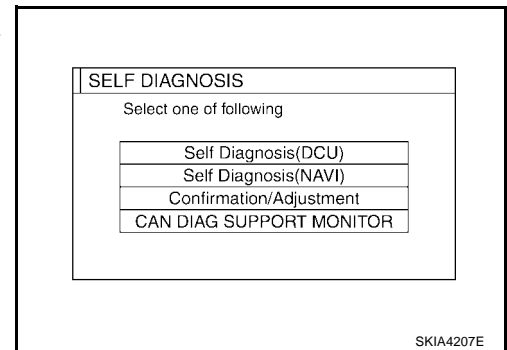 SELF DIAGNOSIS
Select one of following
Self Diagnosis(DCU)
Self Diagnosis(NAVI)
Confirmation/Adjustment
CAN DIAG SUPPORT MONITOR
SKIA4207E